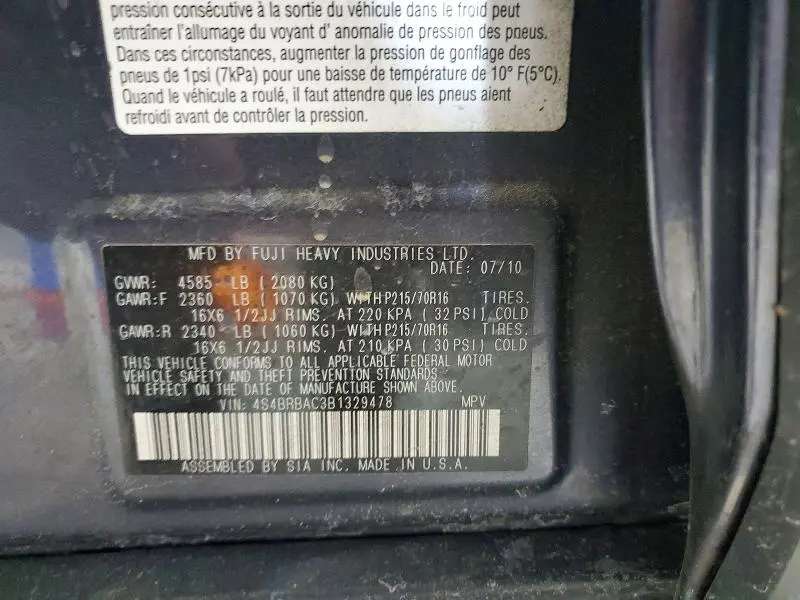 pression consécutive à la sortie du véhicule dans le froid peut
entraîner l'allumage du voyant d' anomalie de pression des pneus.
Dans ces circonstances, augmenter la pression de gonflage des
pneus de 1psi (7kPa) pour une baisse de température de 10° F(5°C).
Quand le véhicule a roulé, il faut attendre que les pneus aient
refroidi avant de contrôler la pression.
MFD BY FUJI HEAVY INDUSTRIES LTD.
DATE: 07/10
GVWR: 4585 LB ( 2080 KG)
GAWR:F 2360 LB ( 1070 KG) WITH P215/70R16 TIRES.
16X6 1/2JJ RIMS. AT 220 KPA ( 32 PSI) COLD
GAWR:R 2340 LB ( 1060 KG) WITH P215/70R16 TIRES.
16X6 1/2JJ RIMS. AT 210 KPA ( 30 PSI) COLD
THIS VEHICLE CONFORMS TO ALL APPLICABLE FEDERAL MOTOR
VEHICLE SAFETY AND THEFT PREVENTION STANDARDS
IN EFFECT ON THE DATE OF MANUFACTURE SHOWN ABOVE.
VIN: 4S4BRBAC3B1329478 MPV
ASSEMBLED BY SIA INC. MADE IN U.S.A.